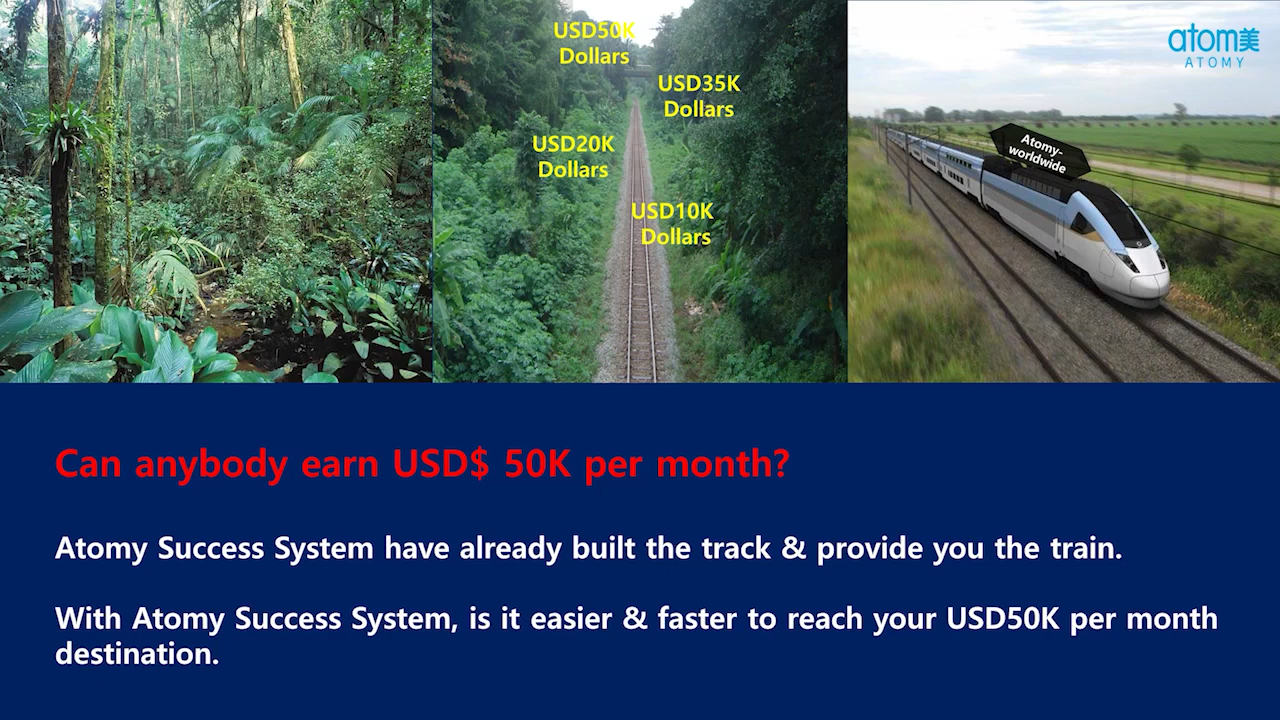 USD50K
Dollars
USD35K
Dollars
USD20K
Dollars
USD10K
Dollars
atom美
ATOMY
Atomy-
worldwide
Can anybody earn USD$ 50K per month?
Atomy Success System have already built the track & provide you the train.
With Atomy Success System, is it easier & faster to reach your USD50K per month
destination.